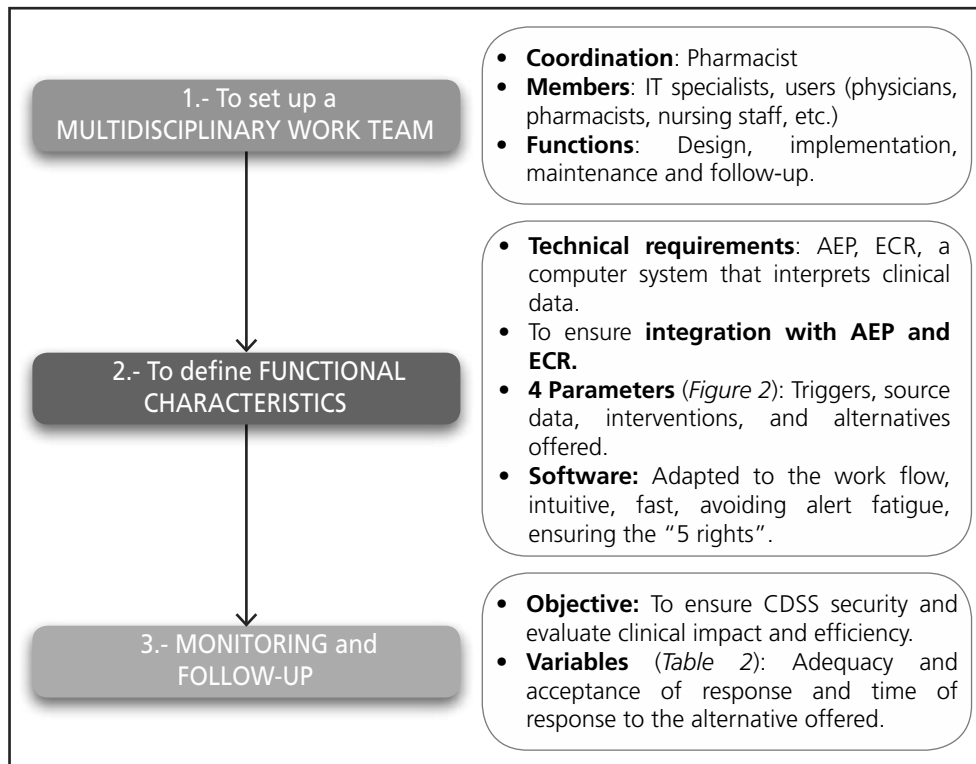 1.- To set up a
MULTIDISCIPLINARY WORK TEAM
• Coordination: Pharmacist
• Members: IT specialists, users (physicians,
pharmacists, nursing staff, etc.)
• Functions: Design, implementation,
maintenance and follow-up.
2.- To define FUNCTIONAL
CHARACTERISTICS
• Technical requirements: AEP, ECR, a
computer system that interprets clinical
data.
• To ensure integration with AEP and
ECR.
• 4 Parameters (Figure 2): Triggers, source
data, interventions, and alternatives
offered.
• Software: Adapted to the work flow,
intuitive, fast, avoiding alert fatigue,
ensuring the “5 rights”.
3.- MONITORING and
FOLLOW-UP
• Objective: To ensure CDSS security and
evaluate clinical impact and efficiency.
• Variables (Table 2): Adequacy and
acceptance of response and time of
response to the alternative offered.